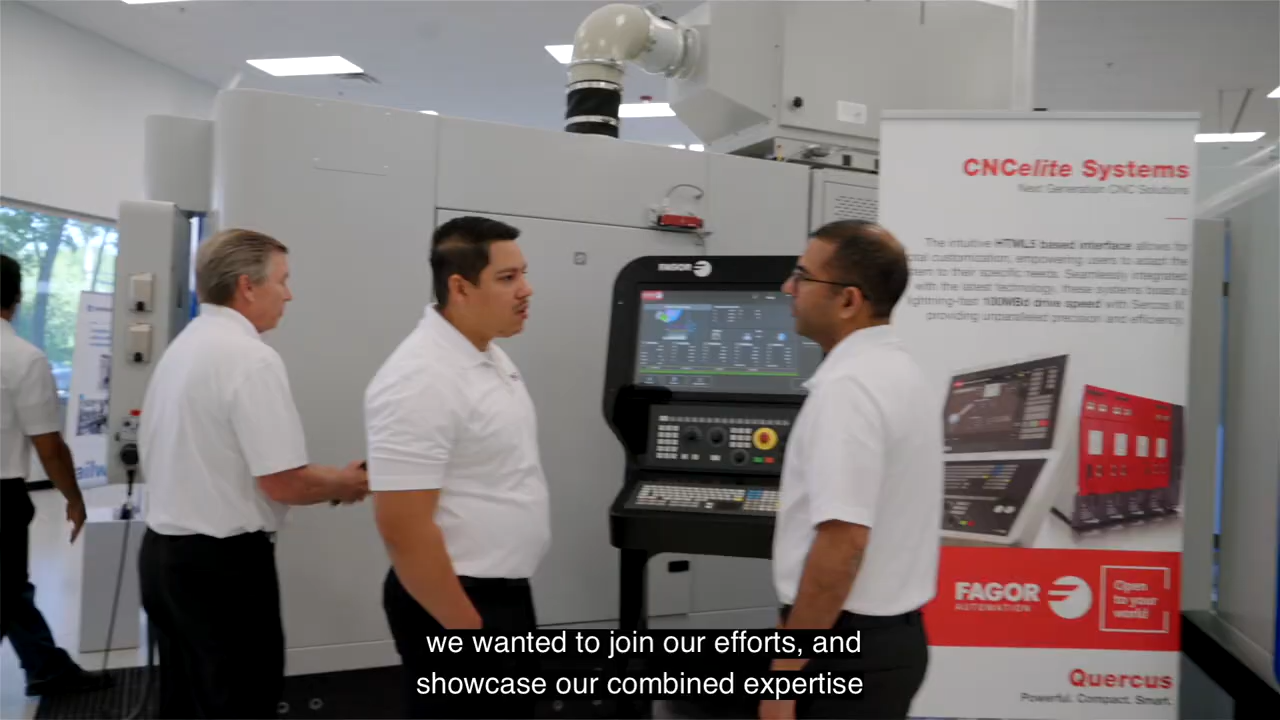 CNCelite Systems
Next Generation CNC Solutions
The intuitive HTML5 based interface allows for
customization, empowering users to adapt the
to their specific needs. Seamlessly integrated
with the latest technology, these systems boast a
lightning-fast 100MBd drive speed with Sercos III
providing unparalleled precision and efficiency.
FAGOR
FAGOR
AUTOMATION
Open
to your
world!
Quercus
Powerful. Compact. Smart.
we wanted to join our efforts, and
showcase our combined expertise